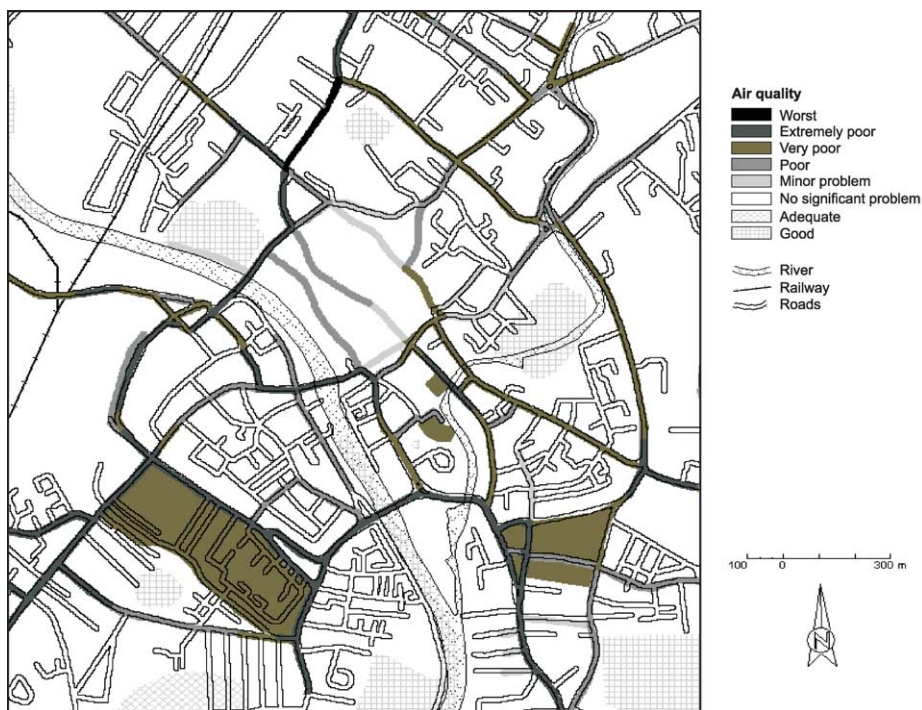 Air quality
Worst
Extremely poor
Very poor
Poor
Minor problem
No significant problem
Adequate
Good
River
Railway
Roads
100 0 300 m
N